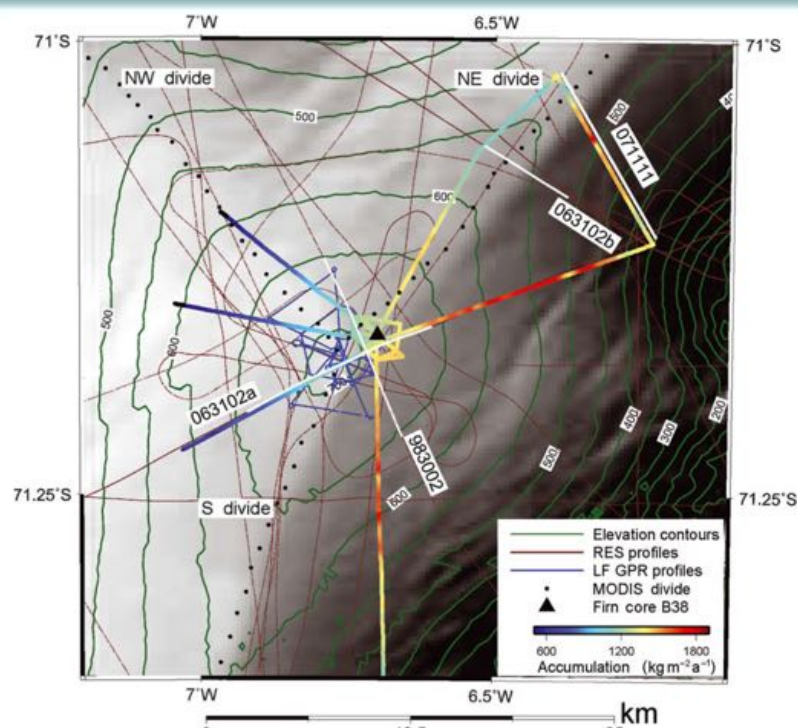 7°W 6.5°W
71°S 71°S
NW divide NE divide
500
600
500
071111
063102b
600
500
600
063102a
983002
400
300
200
500
600
71.25°S 71.25°S
S divide
Elevation contours
RES profiles
LF GPR profiles
MODIS divide
Firn core B38
600 1200 1800
Accumulation (kg m⁻² a⁻¹)
7°W 6.5°W
km